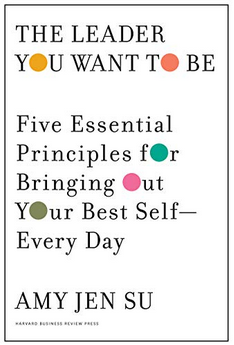 THE LEADER
YOU WANT TO BE
Five Essential
Principles for
Bringing Out
Your Best Self—
Every Day
AMY JEN SU
HARVARD BUSINESS REVIEW PRESS